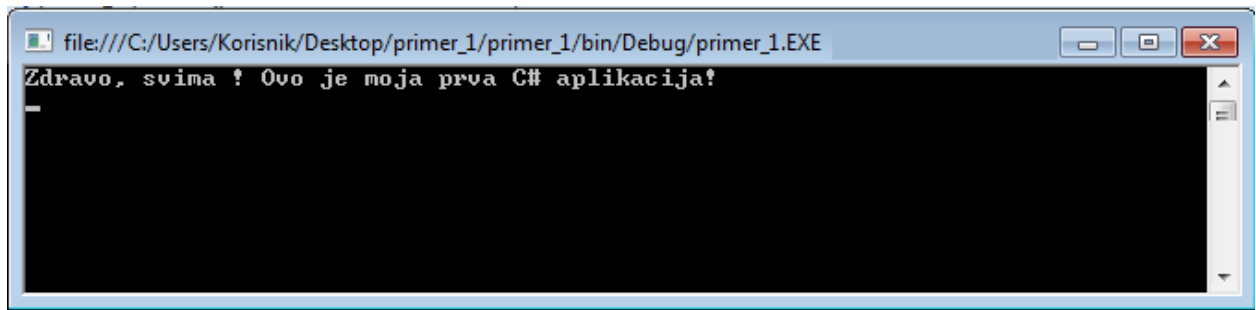 file:///C:/Users/Korisnik/Desktop/primer_1/primer_1/bin/Debug/primer_1.EXE
Zdravo, svima ! Ovo je moja prva C# aplikacija!